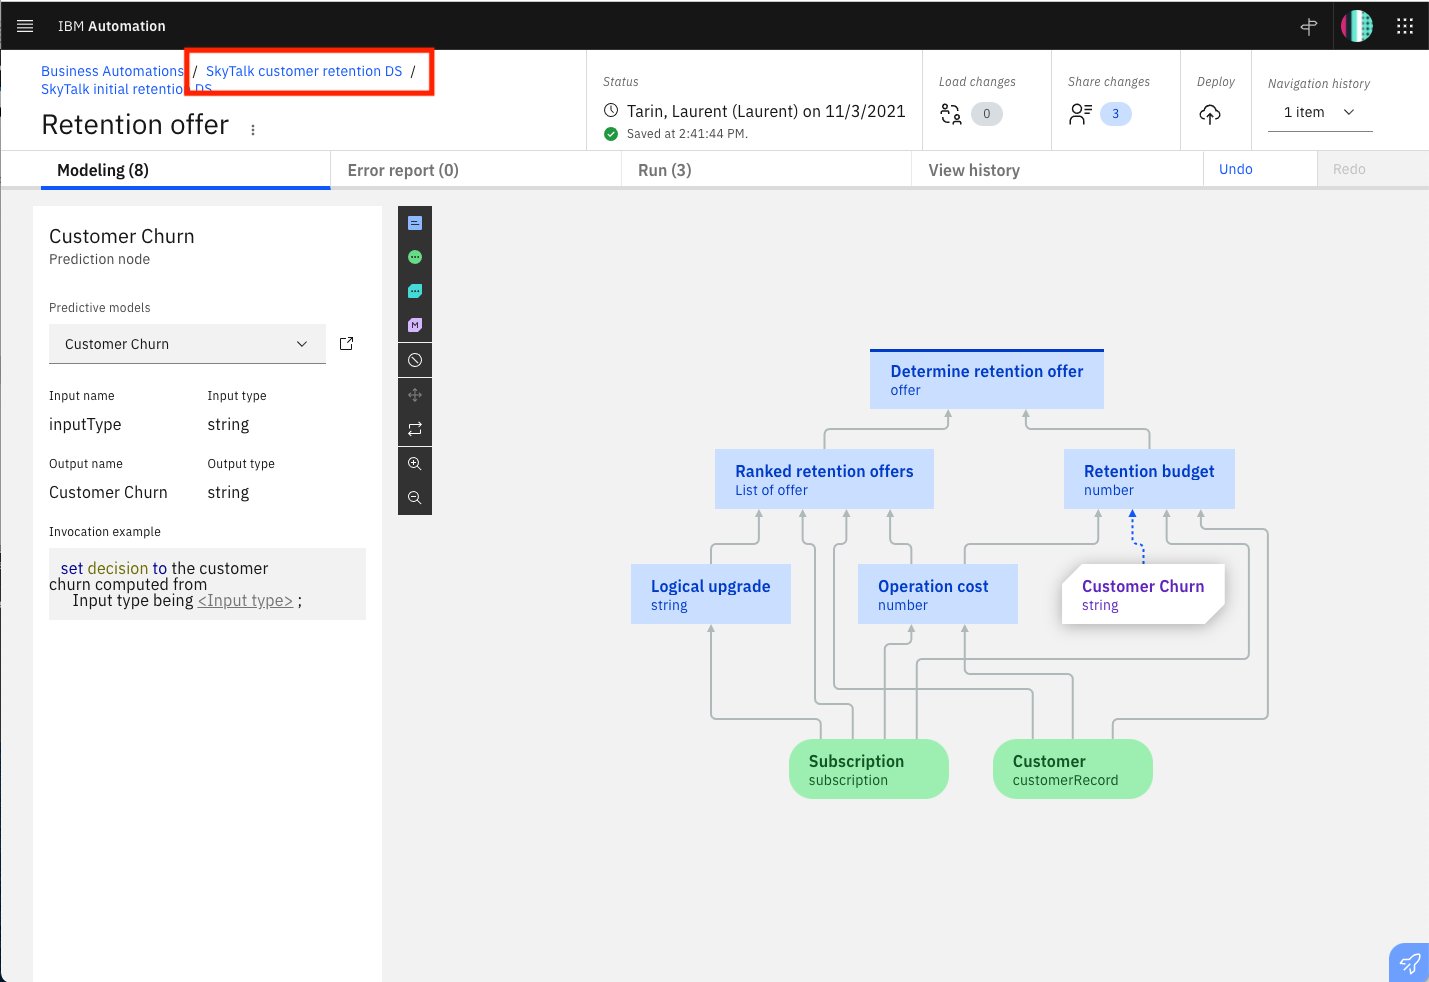 IBM Automation
Business Automations / SkyTalk customer retention DS /
SkyTalk initial retention DS
Retention offer
Status
Tarin, Laurent (Laurent) on 11/3/2021
Saved at 2:41:44 PM.
Load changes
0
Share changes
3
Deploy
Navigation history
1 item
Modeling (8)
Error report (0)
Run (3)
View history
Undo
Redo
Customer Churn
Prediction node
Predictive models
Customer Churn
Input name Input type
inputType string
Output name Output type
Customer Churn string
Invocation example
set decision to the customer
churn computed from
Input type being <Input type> ;
M
Determine retention offer
offer
Ranked retention offers
List of offer
Retention budget
number
Logical upgrade
string
Operation cost
number
Customer Churn
string
Subscription
subscription
Customer
customerRecord